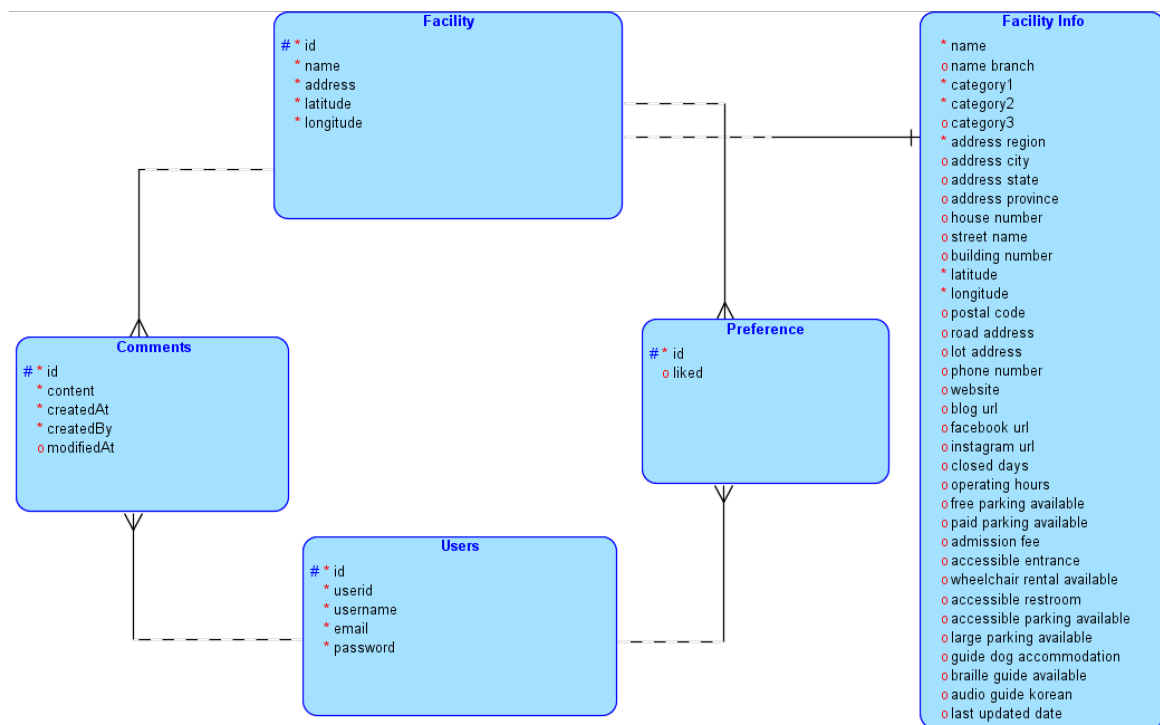 Facility
# * id
* name
* address
* latitude
* longitude
Facility Info
* name
o name branch
* category1
* category2
o category3
* address region
o address city
o address state
o address province
o house number
o street name
o building number
* latitude
* longitude
o postal code
o road address
o lot address
o phone number
o website
o blog url
o facebook url
o instagram url
o closed days
o operating hours
o free parking available
o paid parking available
o admission fee
o accessible entrance
o wheelchair rental available
o accessible restroom
o accessible parking available
o large parking available
o guide dog accommodation
o braille guide available
o audio guide korean
o last updated date
Comments
# * id
* content
* createdAt
* createdBy
o modifiedAt
Preference
# * id
o liked
Users
# * id
* userid
* username
* email
* password